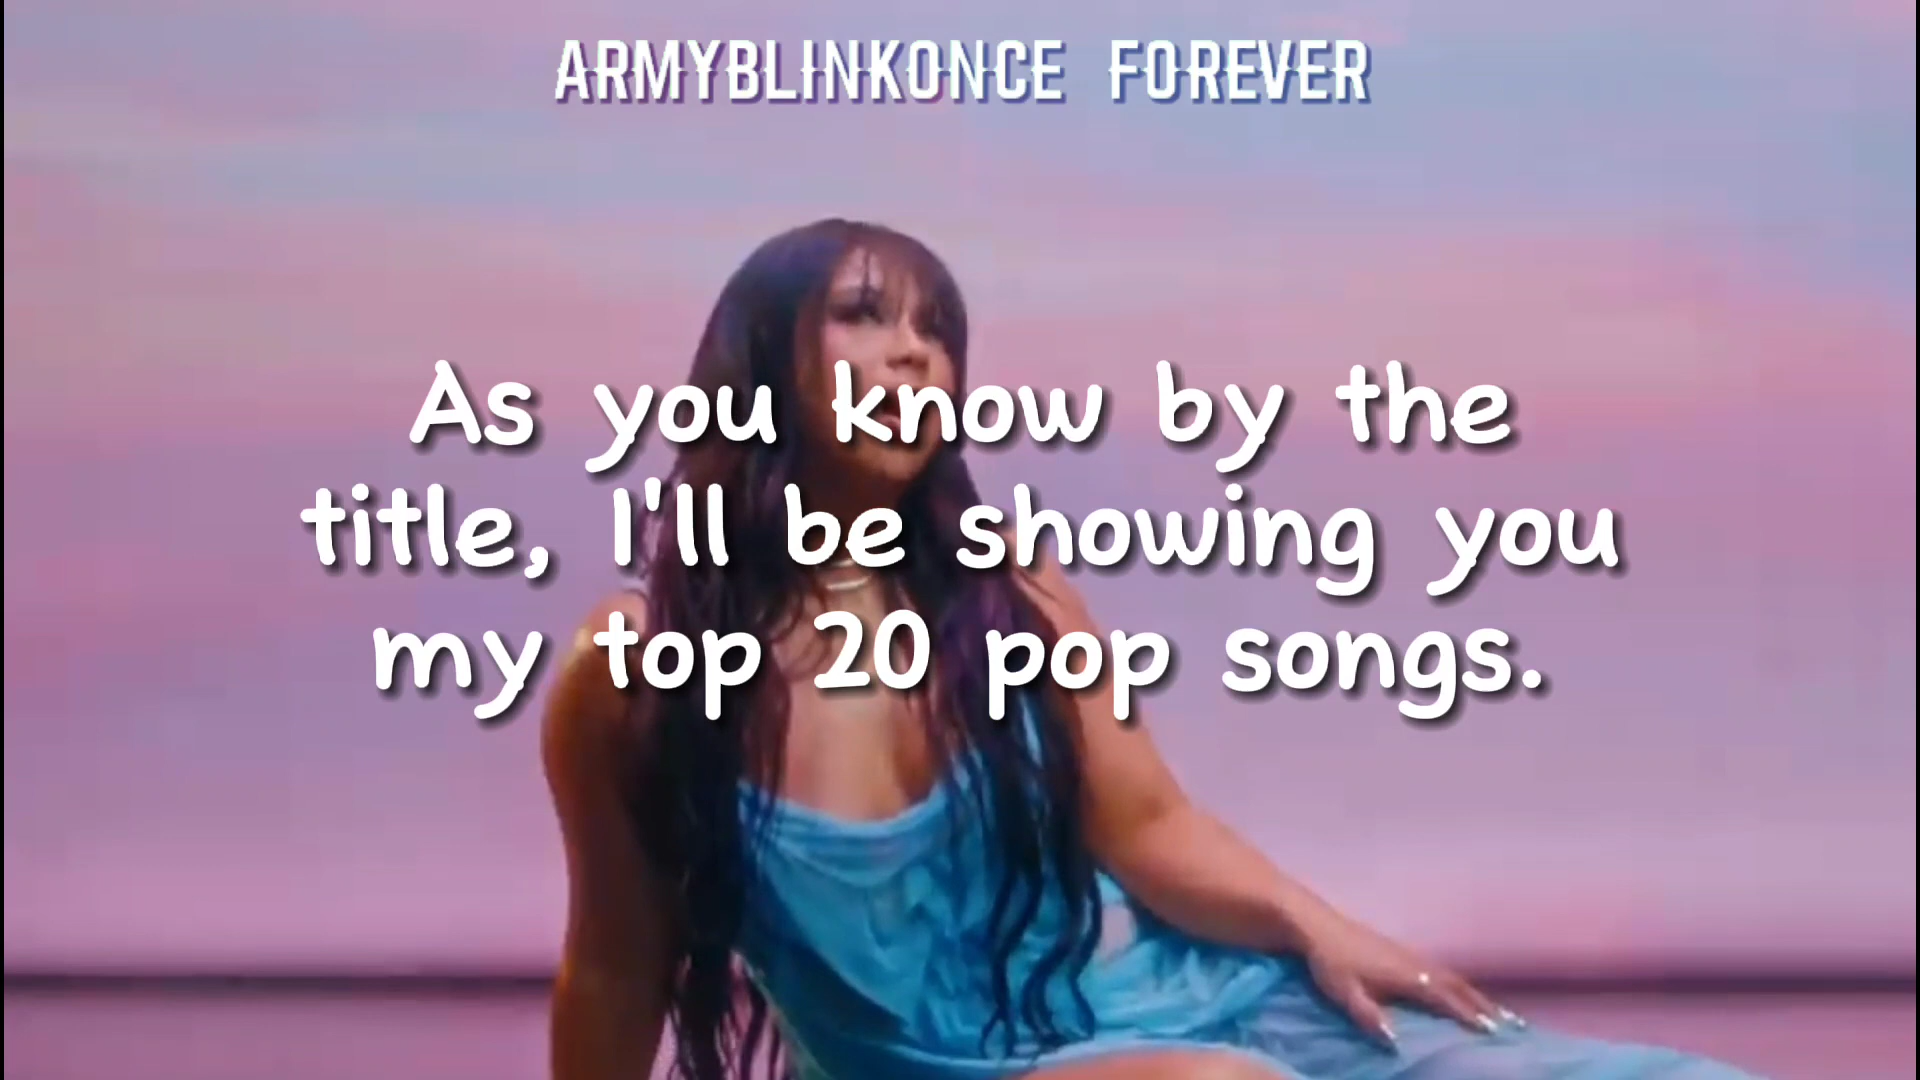 ARMYBLINKONCE FOREVER
As you know by the
title, I'll be showing you
my top 20 pop songs.